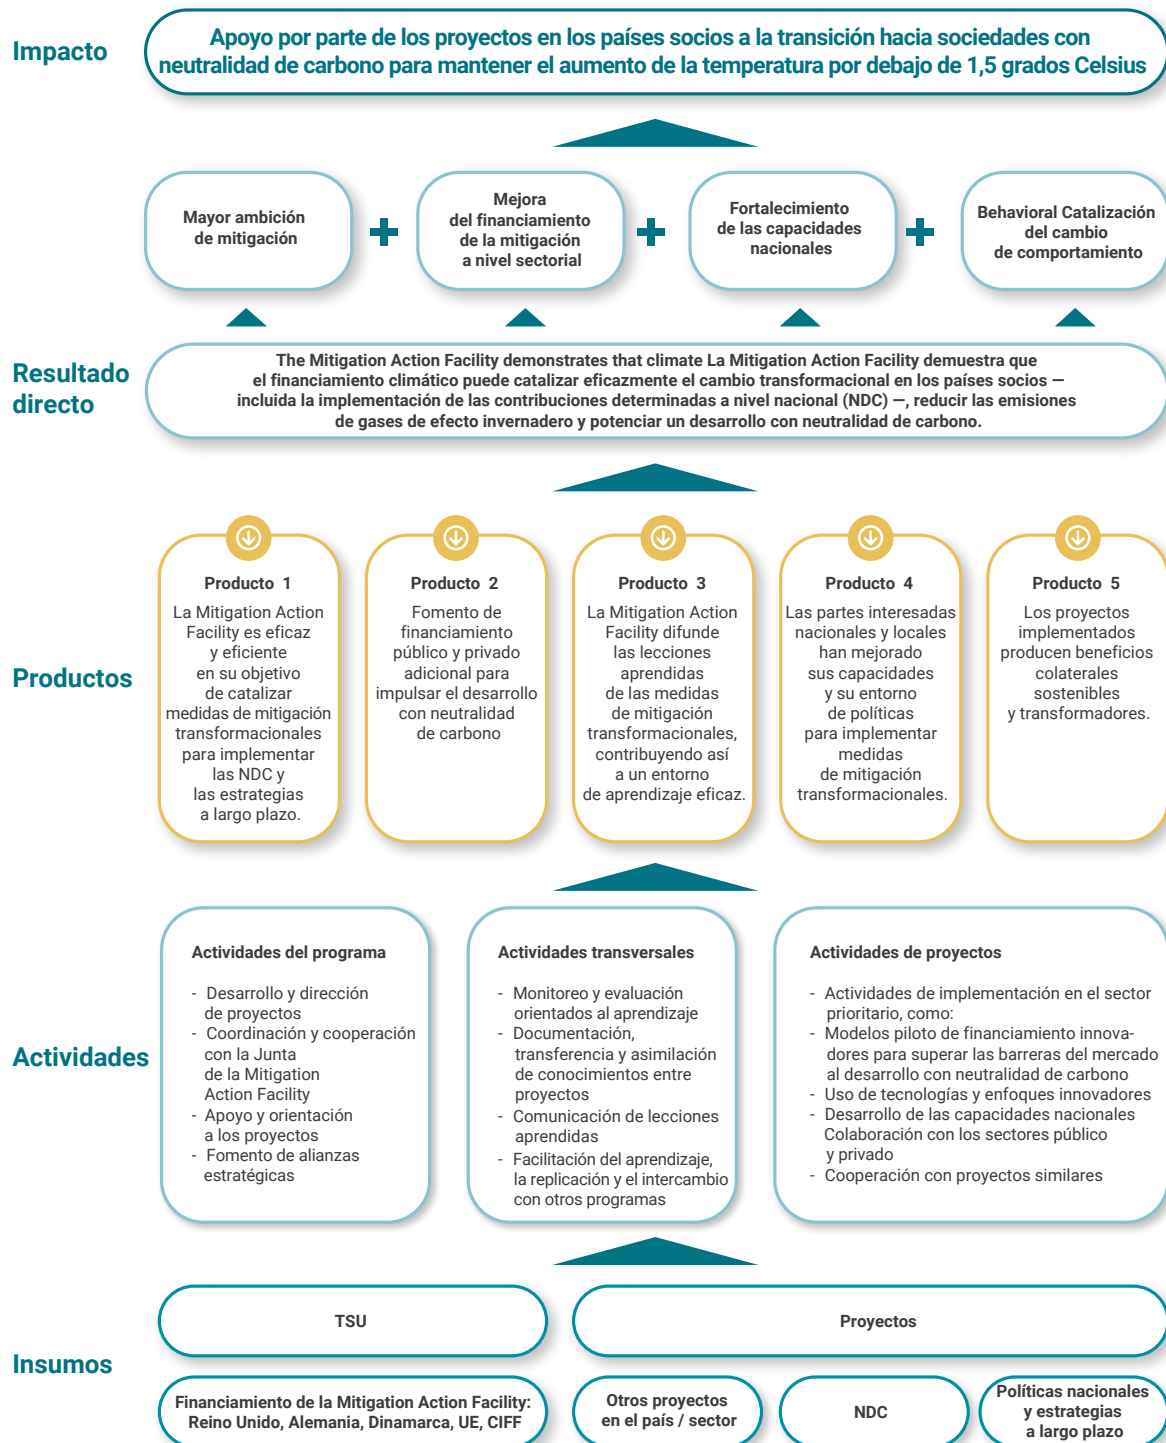 Impacto
Apoyo por parte de los proyectos en los países socios a la transición hacia sociedades con
neutralidad de carbono para mantener el aumento de la temperatura por debajo de 1,5 grados Celsius
Mayor ambición
de mitigación
Mejora
del financiamiento
de la mitigación
a nivel sectorial
Fortalecimiento
de las capacidades
nacionales
Behavioral Catalización
del cambio
de comportamiento
Resultado
directo
The Mitigation Action Facility demonstrates that climate La Mitigation Action Facility demuestra que
el financiamiento climático puede catalizar eficazmente el cambio transformacional en los países socios —
incluida la implementación de las contribuciones determinadas a nivel nacional (NDC) —, reducir las emisiones
de gases de efecto invernadero y potenciar un desarrollo con neutralidad de carbono.
Productos
Producto 1
La Mitigation Action
Facility es eficaz
y eficiente
en su objetivo
de catalizar
medidas de mitigación
transformacionales
para implementar
las NDC y
las estrategias
a largo plazo.
Producto 2
Fomento de
financiamiento
público y privado
adicional para
impulsar el desarrollo
con neutralidad
de carbono
Producto 3
La Mitigation Action
Facility difunde
las lecciones
aprendidas
de las medidas
de mitigación
transformacionales,
contribuyendo así
a un entorno
de aprendizaje eficaz.
Producto 4
Las partes interesadas
nacionales y locales
han mejorado
sus capacidades
y su entorno
de políticas
para implementar
medidas
de mitigación
transformacionales.
Producto 5
Los proyectos
implementados
producen beneficios
colaterales
sostenibles
y transformadores.
Actividades
Actividades del programa
- Desarrollo y dirección
de proyectos
- Coordinación y cooperación
con la Junta
de la Mitigation
Action Facility
- Apoyo y orientación
a los proyectos
- Fomento de alianzas
estratégicas
Actividades transversales
- Monitoreo y evaluación
orientados al aprendizaje
- Documentación,
transferencia y asimilación
de conocimientos entre
proyectos
- Comunicación de lecciones
aprendidas
- Facilitación del aprendizaje,
la replicación y el intercambio
con otros programas
Actividades de proyectos
- Actividades de implementación en el sector
prioritario, como:
- Modelos piloto de financiamiento innova-
dores para superar las barreras del mercado
al desarrollo con neutralidad de carbono
- Uso de tecnologías y enfoques innovadores
- Desarrollo de las capacidades nacionales
Colaboración con los sectores público
y privado
- Cooperación con proyectos similares
Insumos
TSU
Proyectos
Financiamiento de la Mitigation Action Facility:
Reino Unido, Alemania, Dinamarca, UE, CIFF
Otros proyectos
en el país / sector
NDC
Políticas nacionales
y estrategias
a largo plazo